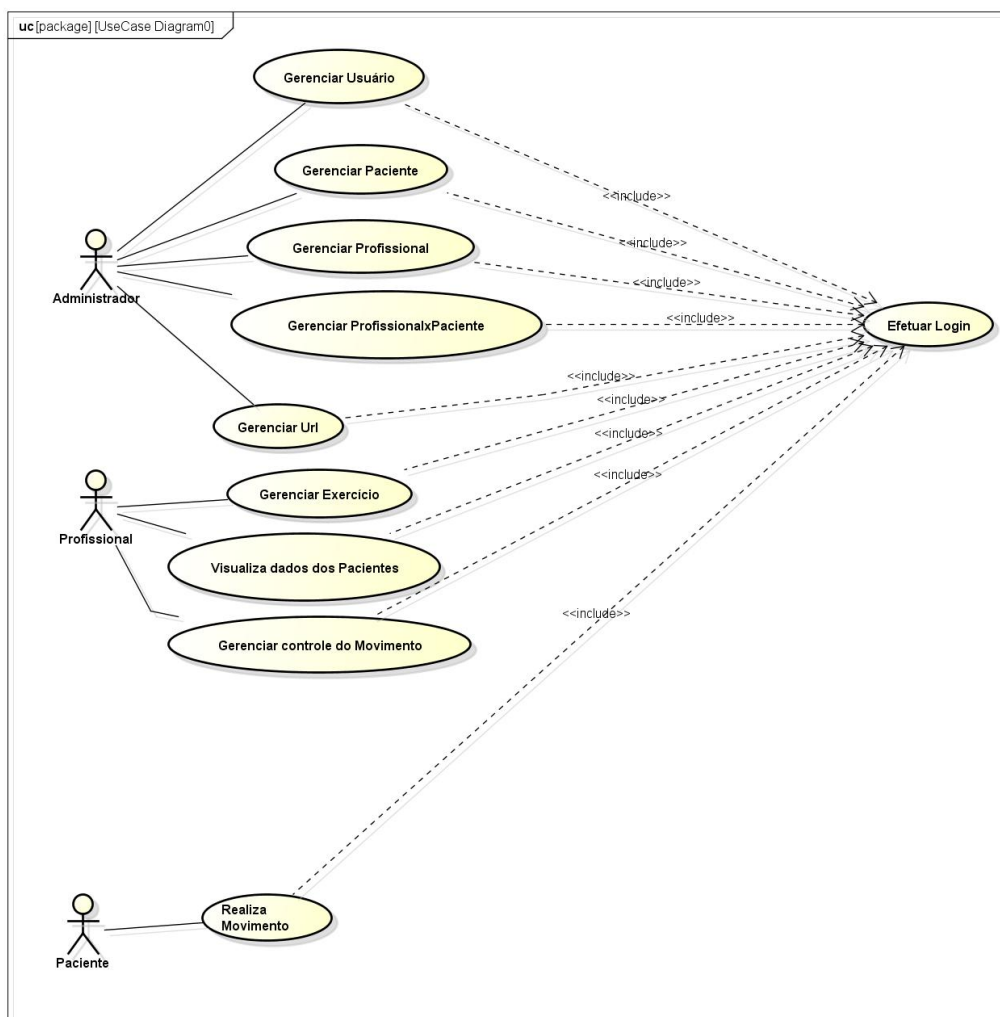 uc [package] [UseCase Diagram0]
Gerenciar Usuário
Gerenciar Paciente
<<include>>
<<include>>
Gerenciar Profissional
<<include>>
Administrador
Gerenciar ProfissionalxPaciente
<<include>>
Efetuar Login
<<include>>
<<include>>
Gerenciar Url
<<include>>
Gerenciar Exercício
<<include>>
Profissional
Visualiza dados dos Pacientes
<<include>>
Gerenciar controle do Movimento
Realiza
Movimento
Paciente